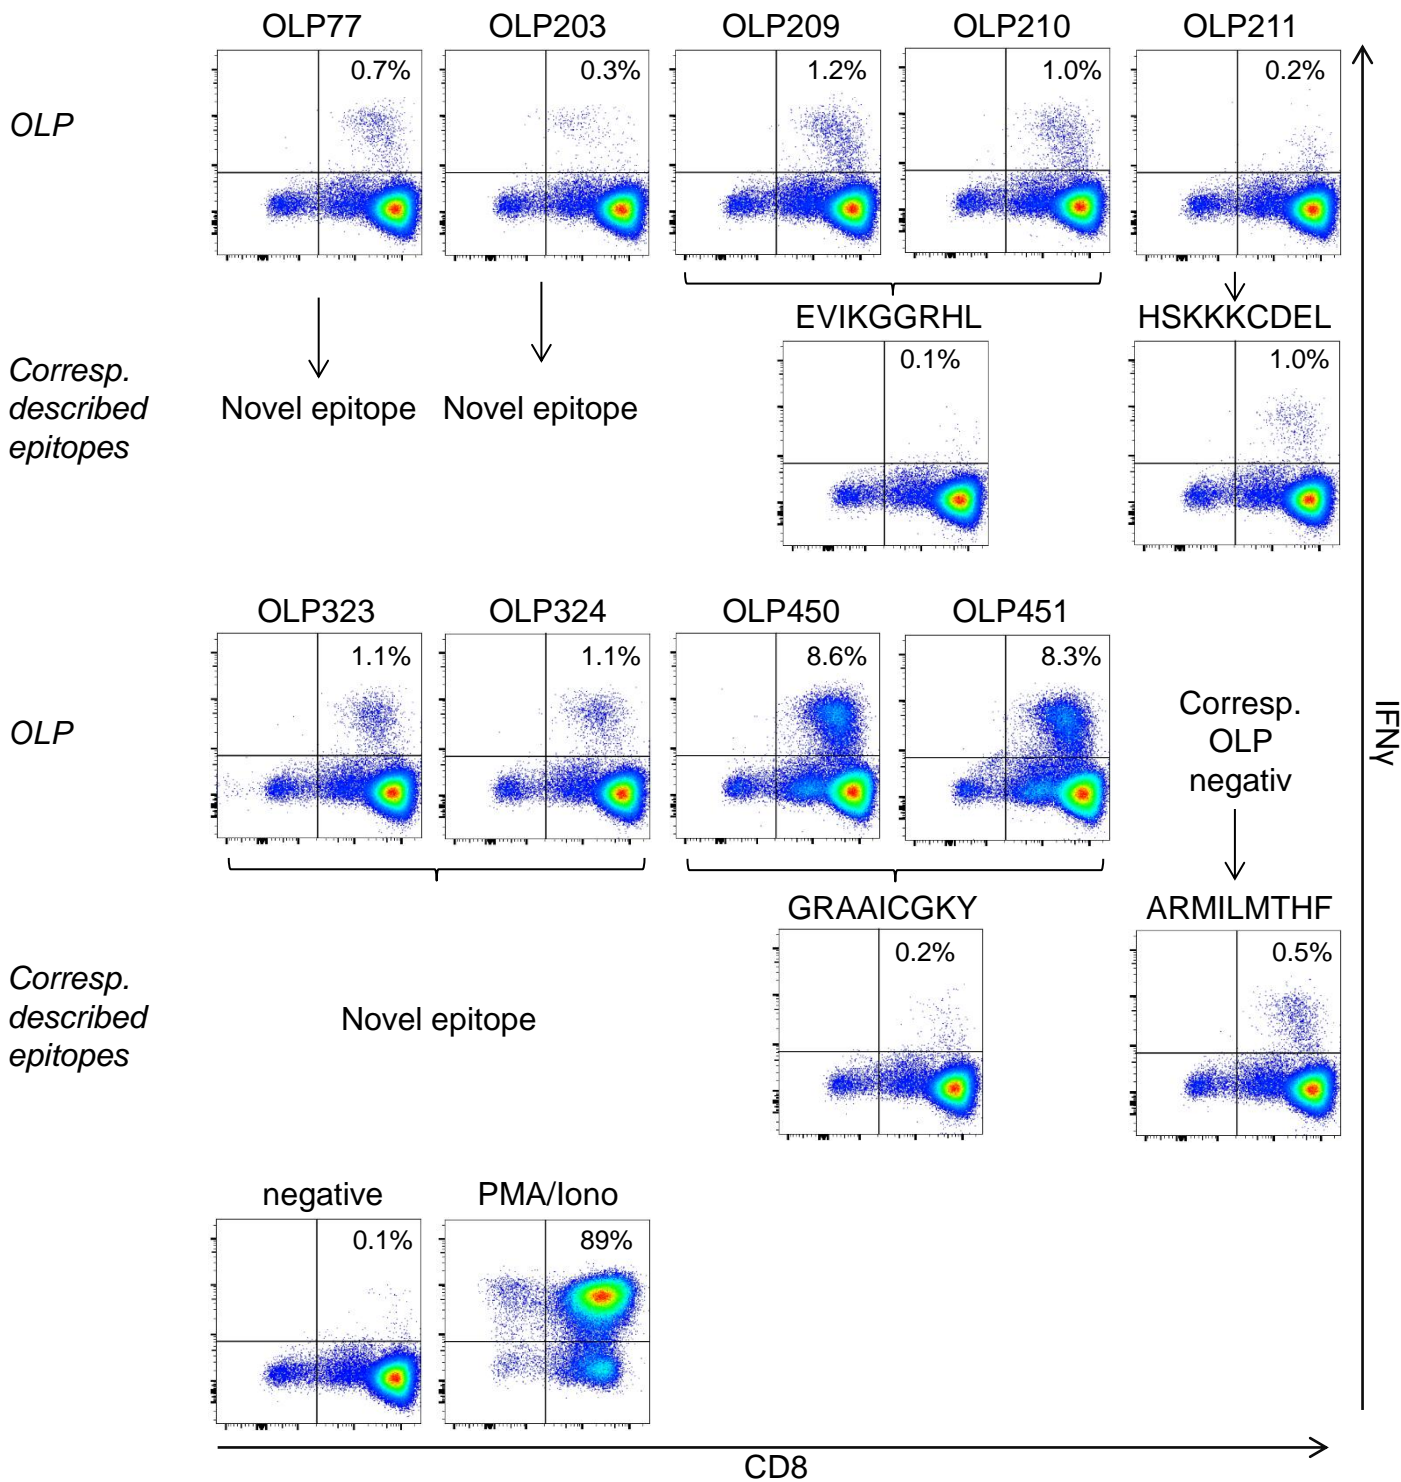 OLP77
OLP203
OLP209
OLP210
OLP211
OLP
0.7%
0.3%
1.2%
1.0%
0.2%
EVIKGGRHL
HSKKKCDEL
Corresp.
described
epitopes
Novel epitope
Novel epitope
0.1%
1.0%
OLP323
OLP324
OLP450
OLP451
OLP
1.1%
1.1%
8.6%
8.3%
Corresp.
OLP
negativ
IFNγ
GRAAICGKY
ARMILMTHF
Corresp.
described
epitopes
Novel epitope
0.2%
0.5%
negative
PMA/Iono
0.1%
89%
CD8